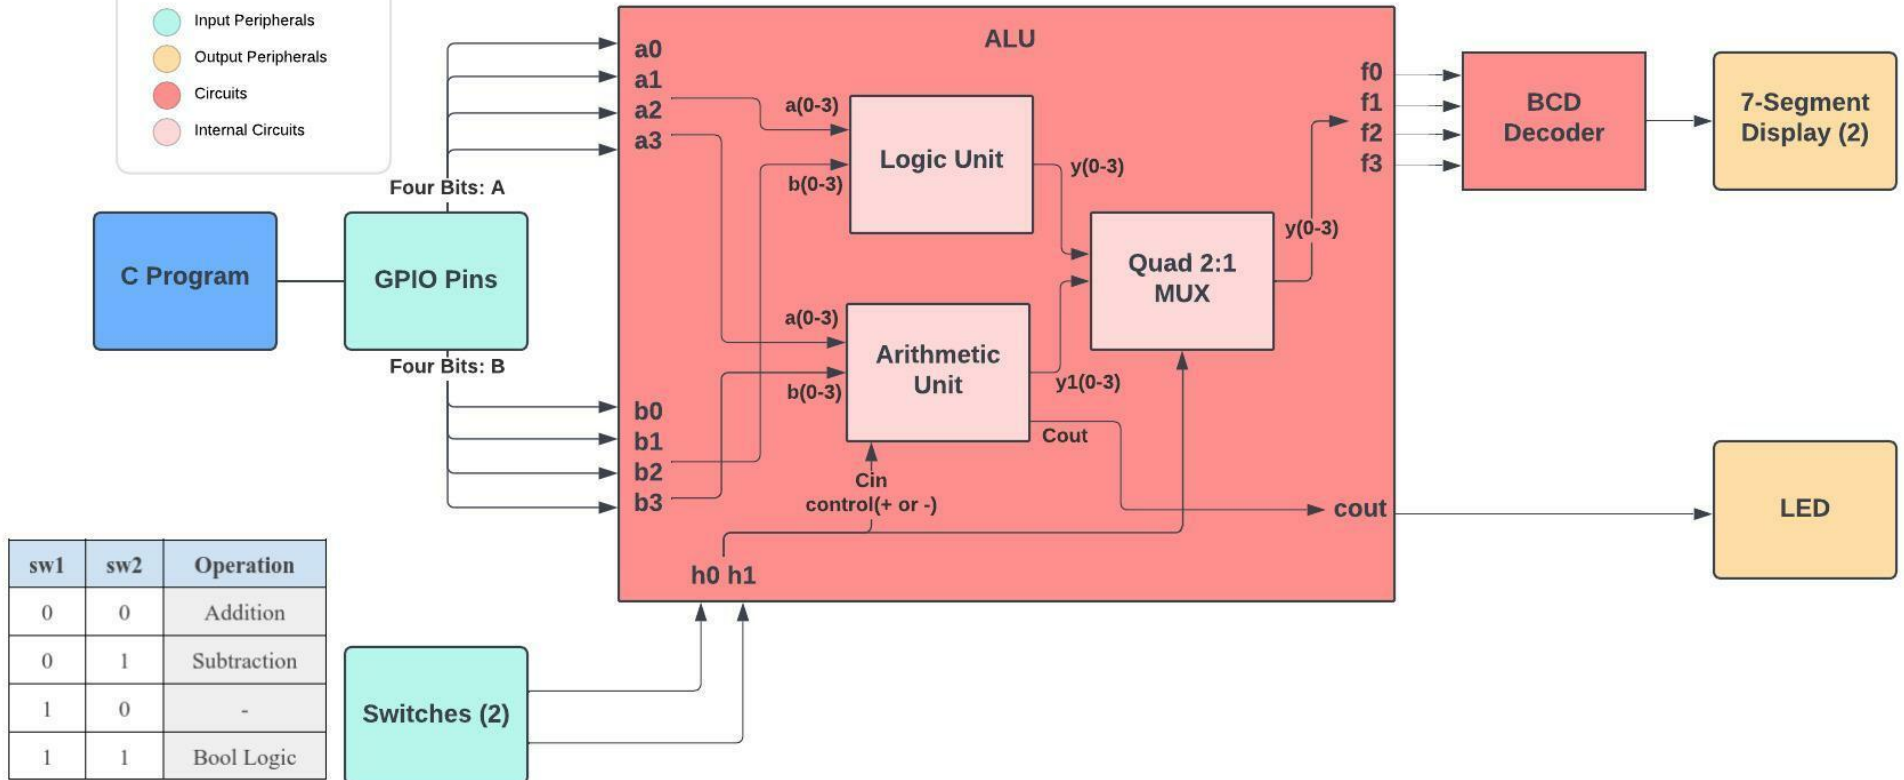 Input Peripherals
Output Peripherals
Circuits
Internal Circuits
C Program
GPIO Pins
Four Bits: A
Four Bits: B
ALU
a0
a1
a2
a3
b0
b1
b2
b3
a(0-3)
b(0-3)
Logic Unit
y(0-3)
a(0-3)
b(0-3)
Arithmetic
Unit
y1(0-3)
Cout
Cin
control(+ or -)
h0 h1
Quad 2:1
MUX
y(0-3)
f0
f1
f2
f3
cout
BCD
Decoder
7-Segment
Display (2)
LED
sw1 sw2 Operation
0 0 Addition
0 1 Subtraction
1 0 -
1 1 Bool Logic
Switches (2)